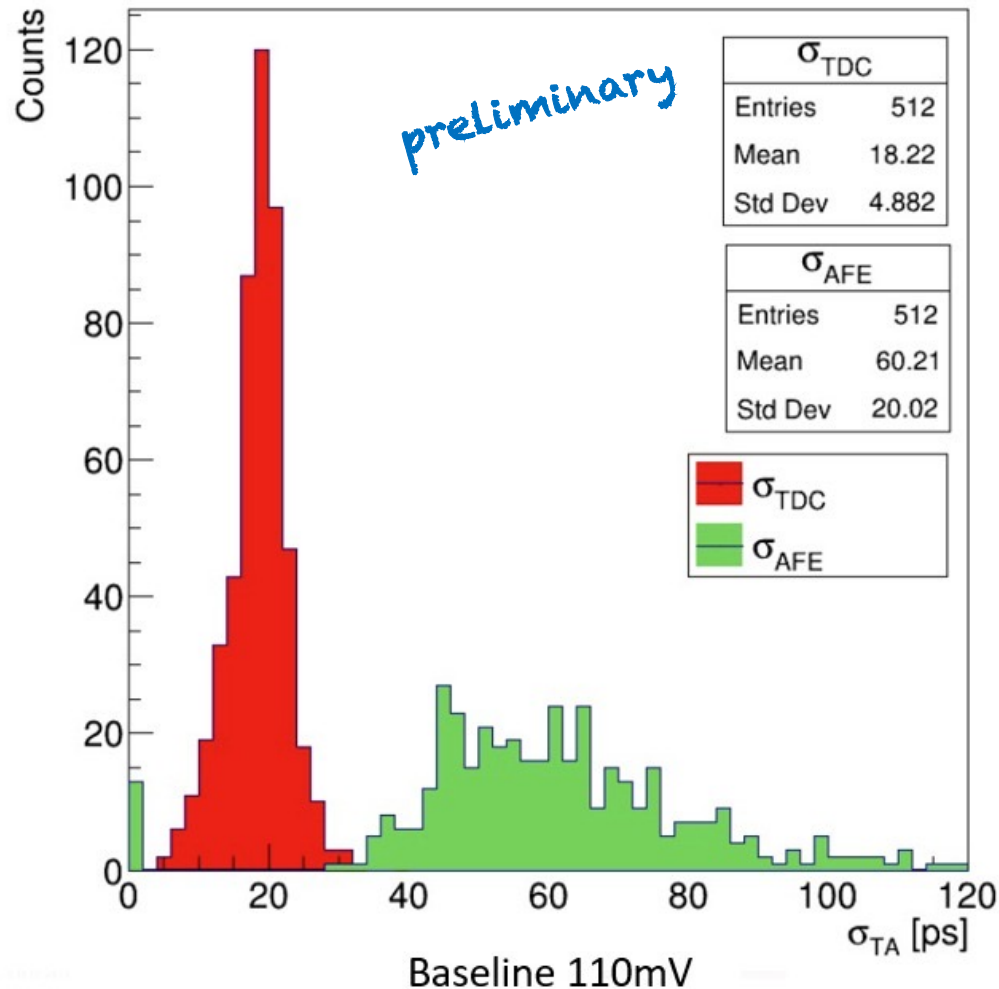 Counts
120
100
80
60
40
20
0
preliminary
σTDC
Entries 512
Mean 18.22
Std Dev 4.882
σAFE
Entries 512
Mean 60.21
Std Dev 20.02
σTDC
σAFE
0 20 40 60 80 100 120
σTA [ps]
Baseline 110mV